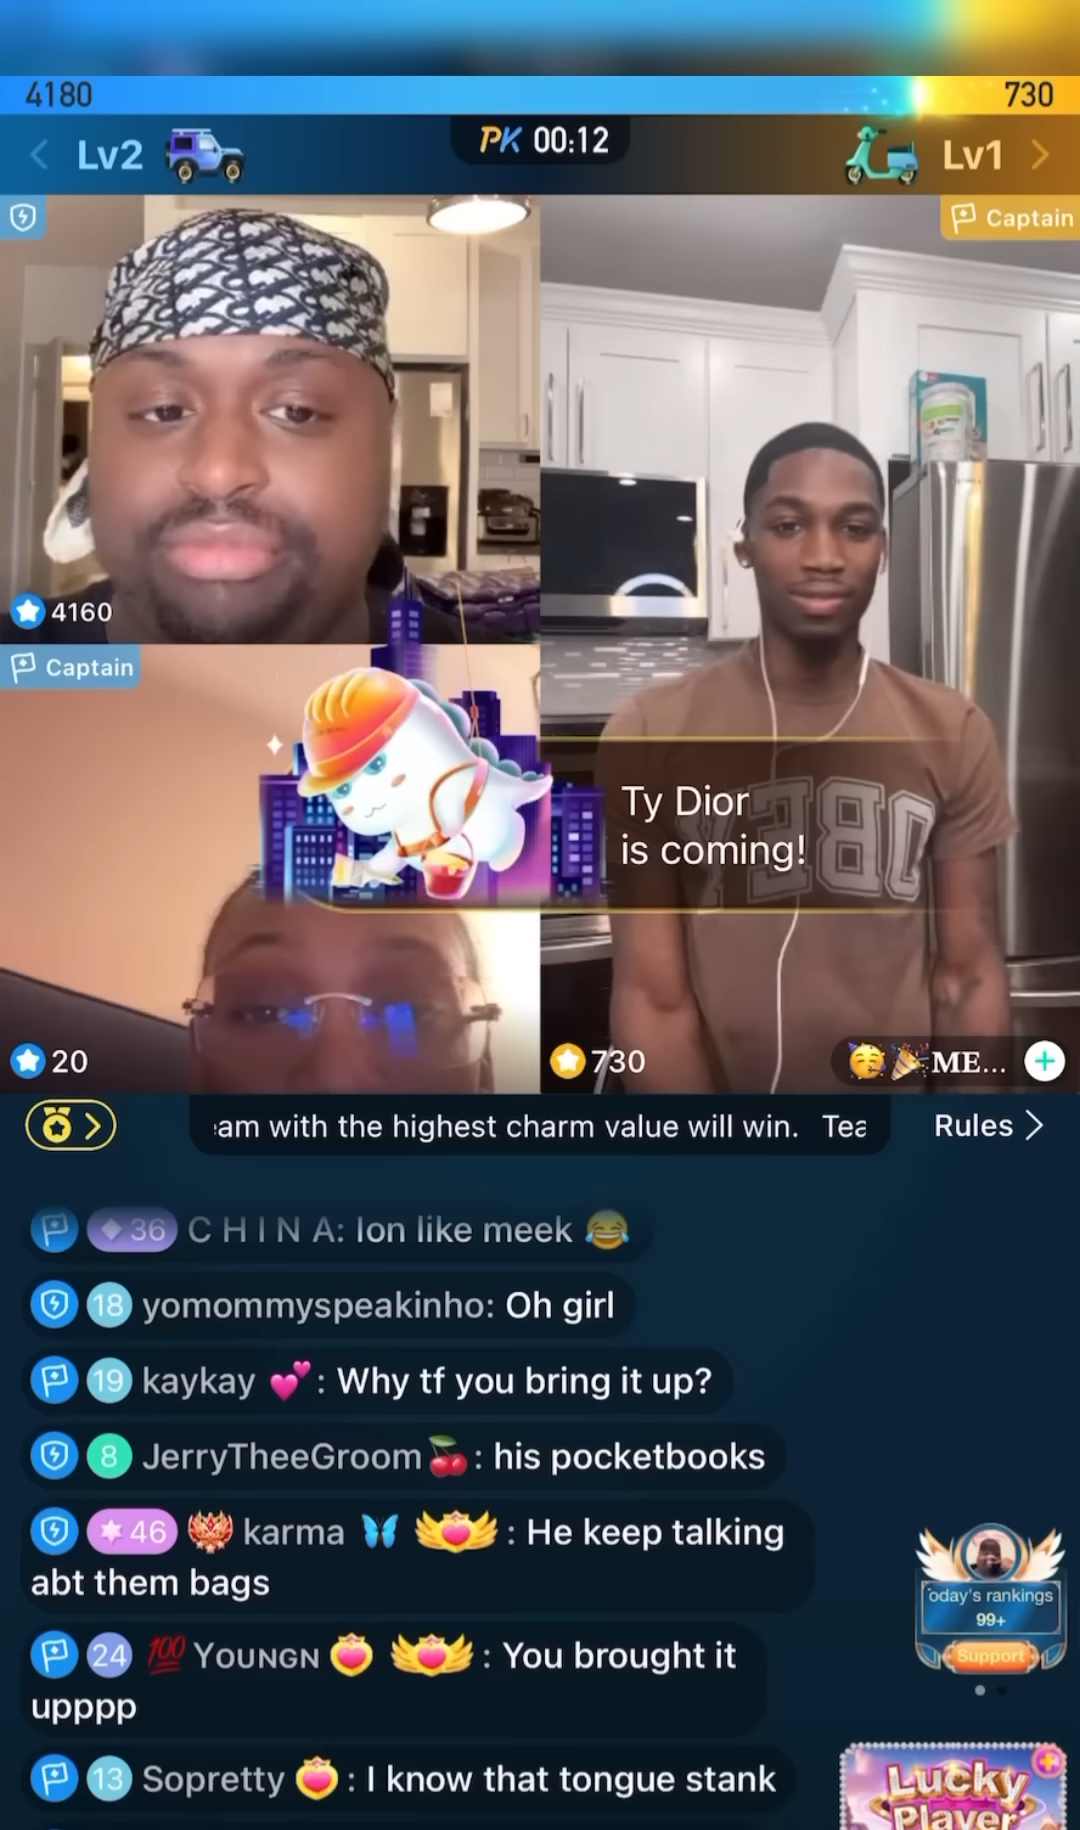 4180
730
Lv2
PK 00:12
Lv1
Captain
4160
Captain
Ty Dior
is coming!
OBEY
20
730
🥳🎉ME...
am with the highest charm value will win. Tea
Rules
36 C H I N A: Ion like meek 😂
18 yomommyspeakinho: Oh girl
19 kaykay 💕: Why tf you bring it up?
8 JerryTheeGroom🍒: his pocketbooks
46 karma 🦋 : He keep talking
abt them bags
24 💯 YOUNGN : You brought it
upppp
13 Sopretty : I know that tongue stank
oday's rankings
99+
Support
Lucky
Player